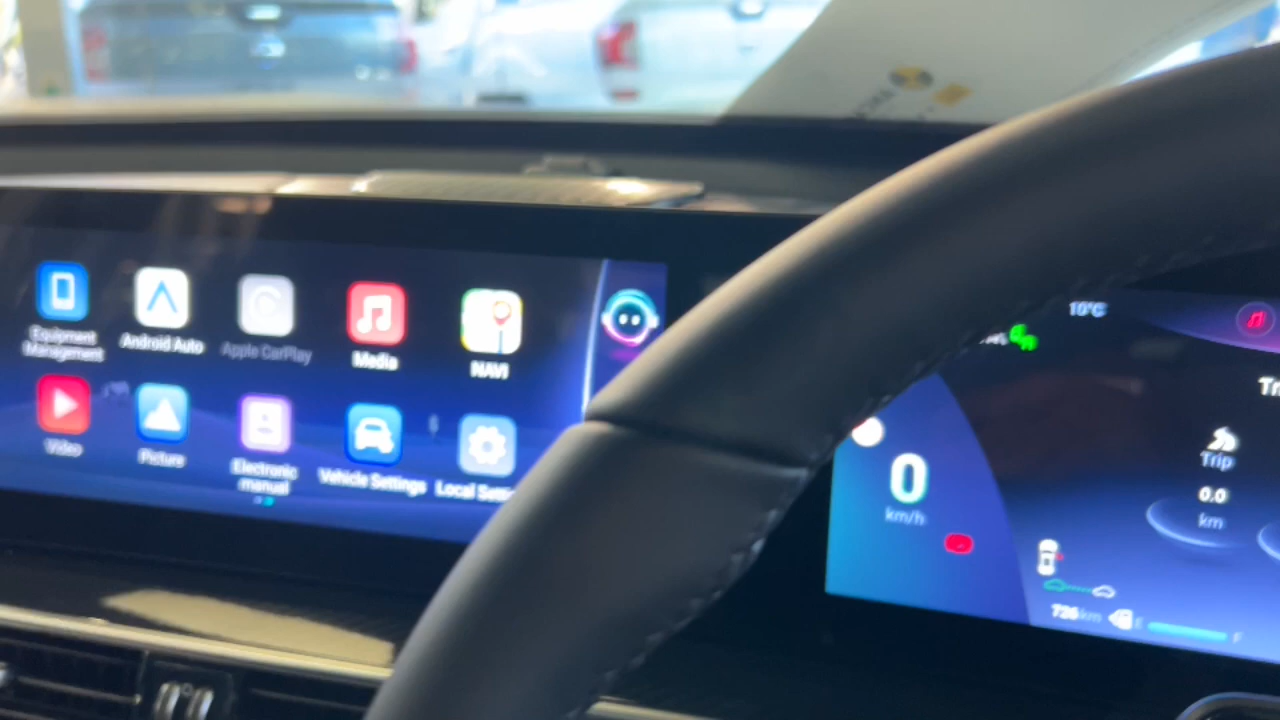 Equipment
Management
Android Auto
Apple CarPlay
Media
NAVI
Video
Picture
Electronic
manual
Vehicle Settings
Local
10°C
0
km/h
Trip
0.0
km
726km
E
F